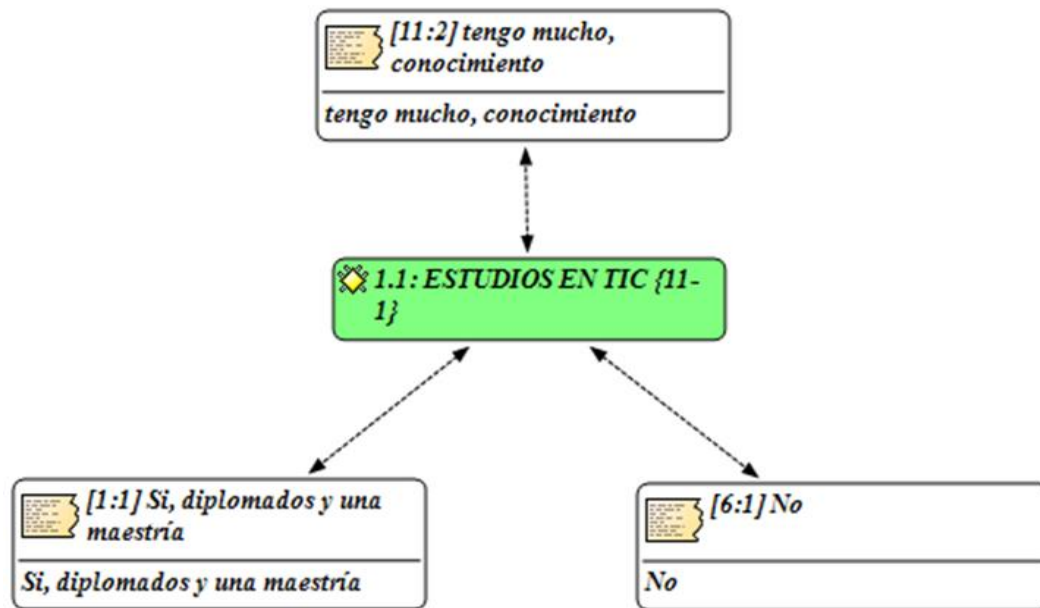 [11:2] tengo mucho,
conocimiento
tengo mucho, conocimiento
1.1: ESTUDIOS EN TIC {11-
1}
[1:1] Si, diplomados y una
maestría
Si, diplomados y una maestría
[6:1] No
No